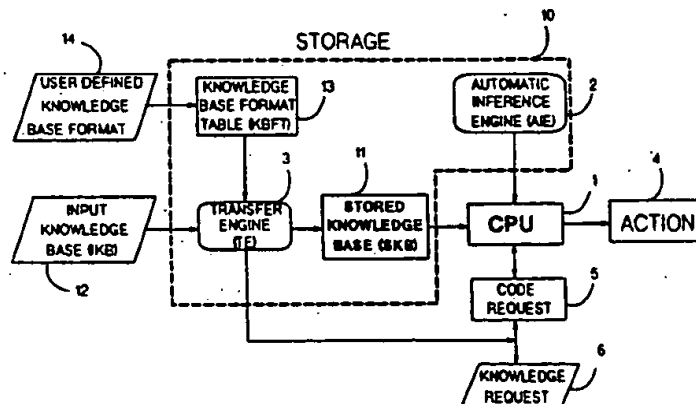 14
STORAGE
10
USER DEFINED
KNOWLEDGE
BASE FORMAT
KNOWLEDGE
BASE FORMAT
TABLE (KBFT)
13
AUTOMATIC
INFERENCE
ENGINE (AIE)
2
3
11
1
4
INPUT
KNOWLEDGE
BASE (IKB)
12
TRANSFER
ENGINE
(TE)
STORED
KNOWLEDGE
BASE (SKB)
CPU
ACTION
CODE
REQUEST
5
KNOWLEDGE
REQUEST
6